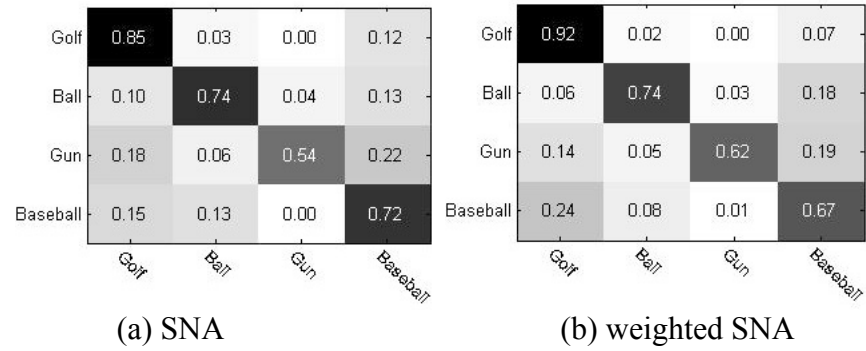 Golf 0.85 0.03 0.00 0.12
Ball 0.10 0.74 0.04 0.13
Gun 0.18 0.06 0.54 0.22
Baseball 0.15 0.13 0.00 0.72
Golf Ball Gun Baseball
(a) SNA
Golf 0.92 0.02 0.00 0.07
Ball 0.06 0.74 0.03 0.18
Gun 0.14 0.05 0.62 0.19
Baseball 0.24 0.08 0.01 0.67
Golf Ball Gun Baseball
(b) weighted SNA